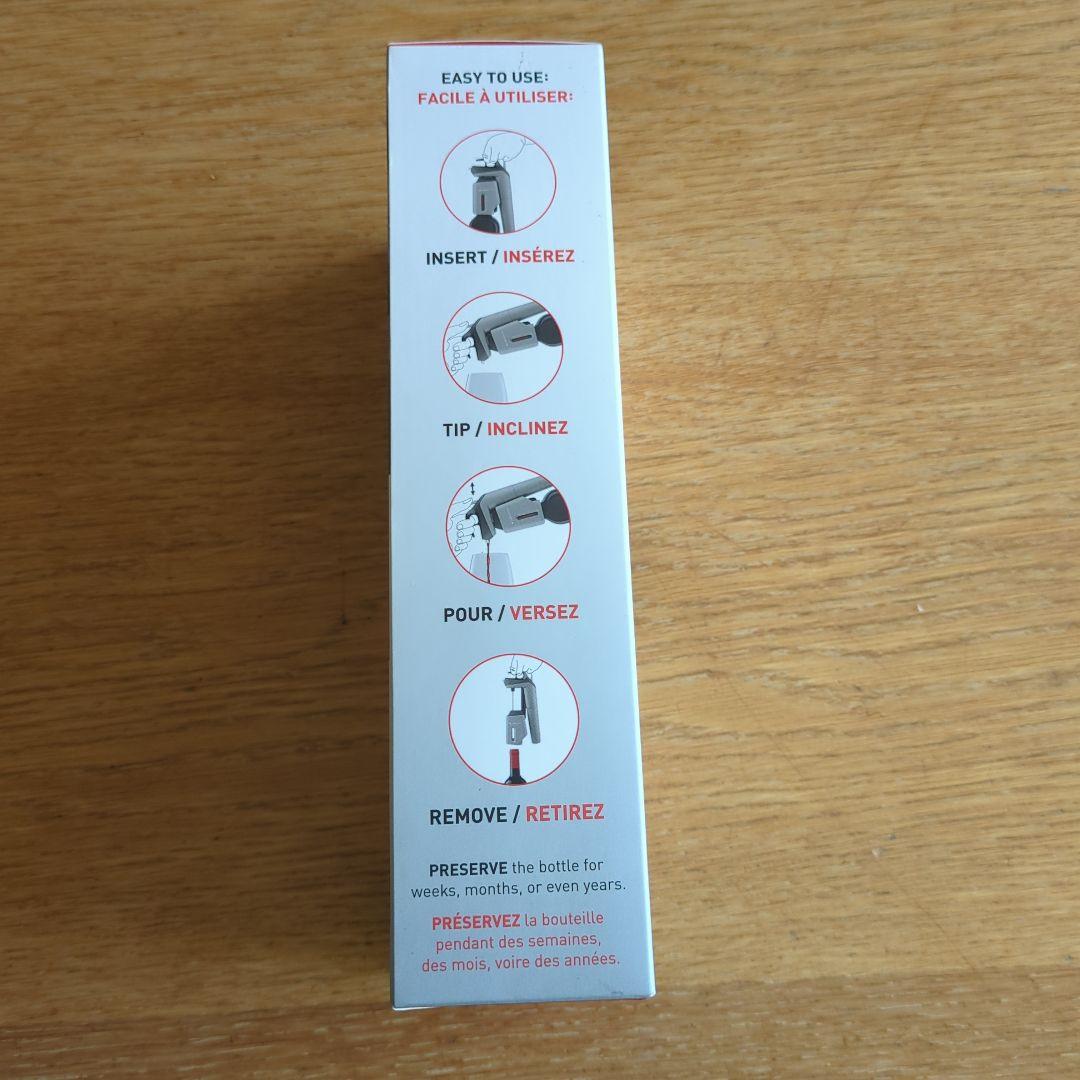 EASY TO USE:
FACILE À UTILISER:
INSERT / INSÉREZ
TIP / INCLINEZ
POUR / VERSEZ
REMOVE / RETIREZ
PRESERVE the bottle for
weeks, months, or even years.
PRÉSERVEZ la bouteille
pendant des semaines,
des mois, voire des années.